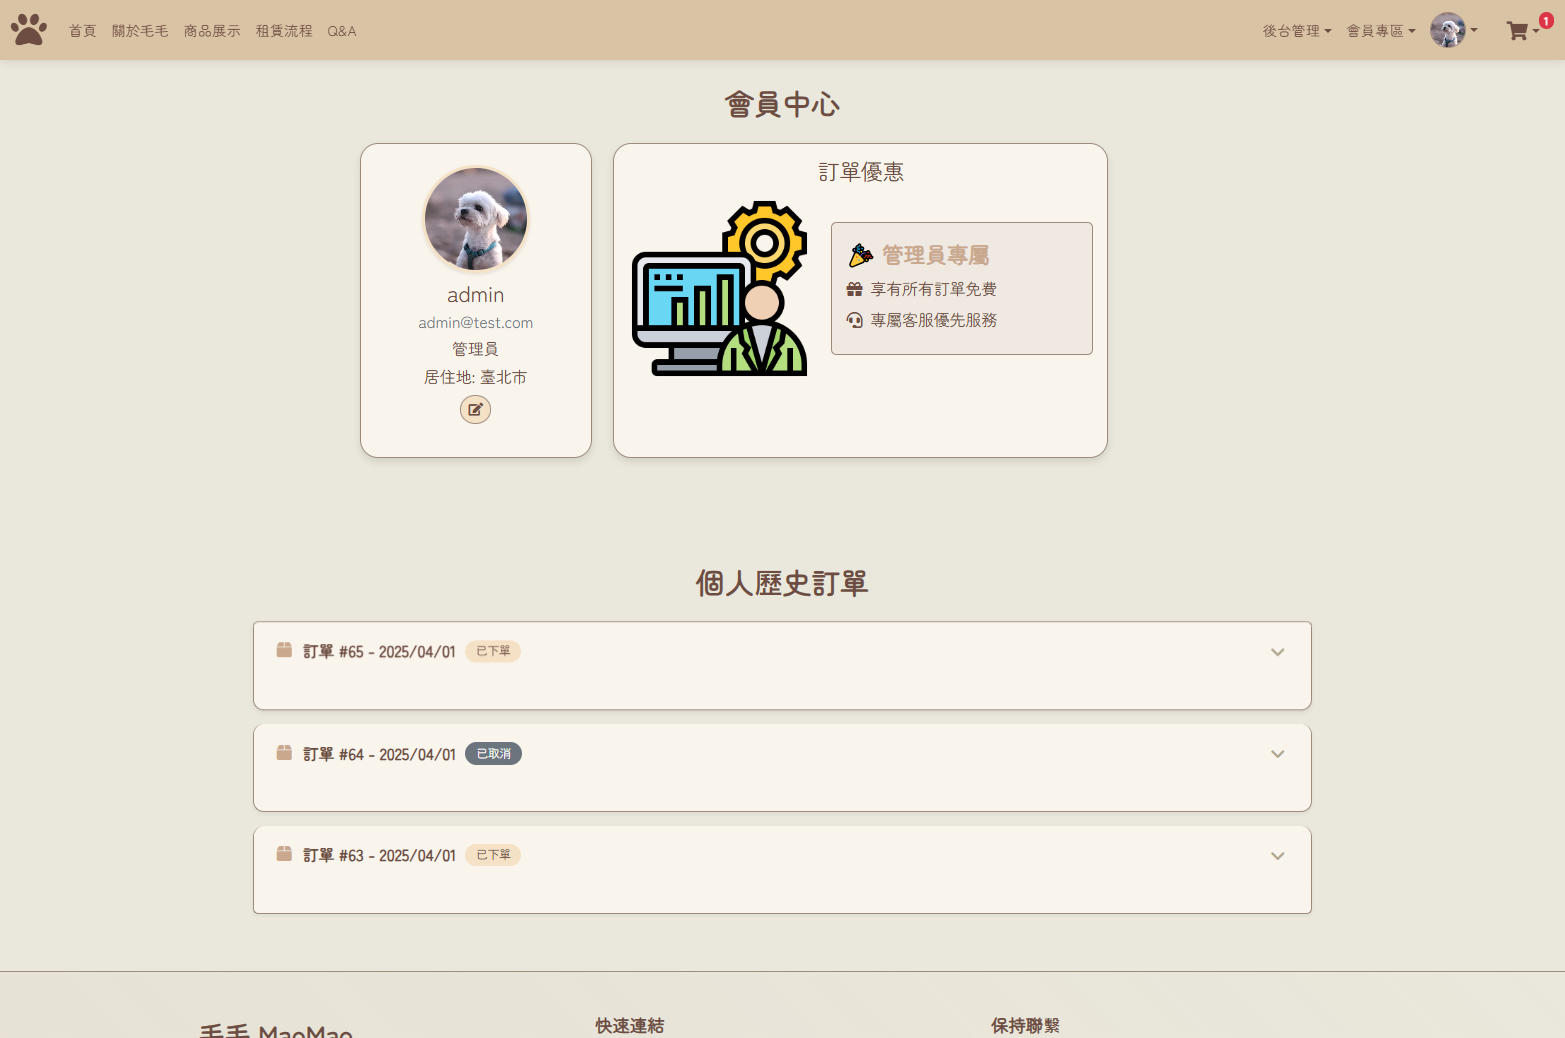 首頁 關於毛毛 商品展示 租賃流程 Q&A 後台管理 會員專區 1
會員中心
admin
admin@test.com
管理員
居住地: 臺北市
訂單優惠
管理員專屬
享有所有訂單免費
專屬客服優先服務
個人歷史訂單
訂單 #65 - 2025/04/01 已下單
訂單 #64 - 2025/04/01 已取消
訂單 #63 - 2025/04/01 已下單
毛毛 MaoMao 快速連結 保持聯繫